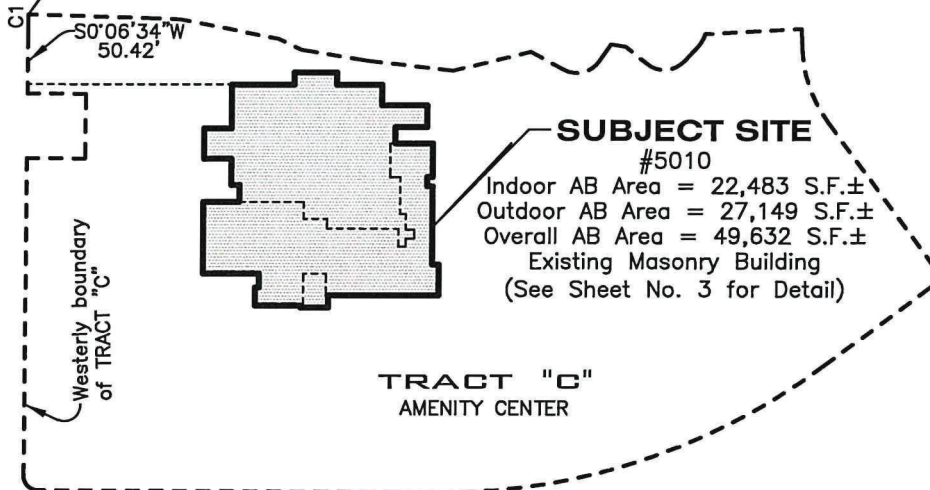 C1
S0°06'34"W
50.42'
SUBJECT SITE
#5010
Indoor AB Area = 22,483 S.F.±
Outdoor AB Area = 27,149 S.F.±
Overall AB Area = 49,632 S.F.±
Existing Masonry Building
(See Sheet No. 3 for Detail)
Westerly boundary
of TRACT "C"
TRACT "C"
AMENITY CENTER